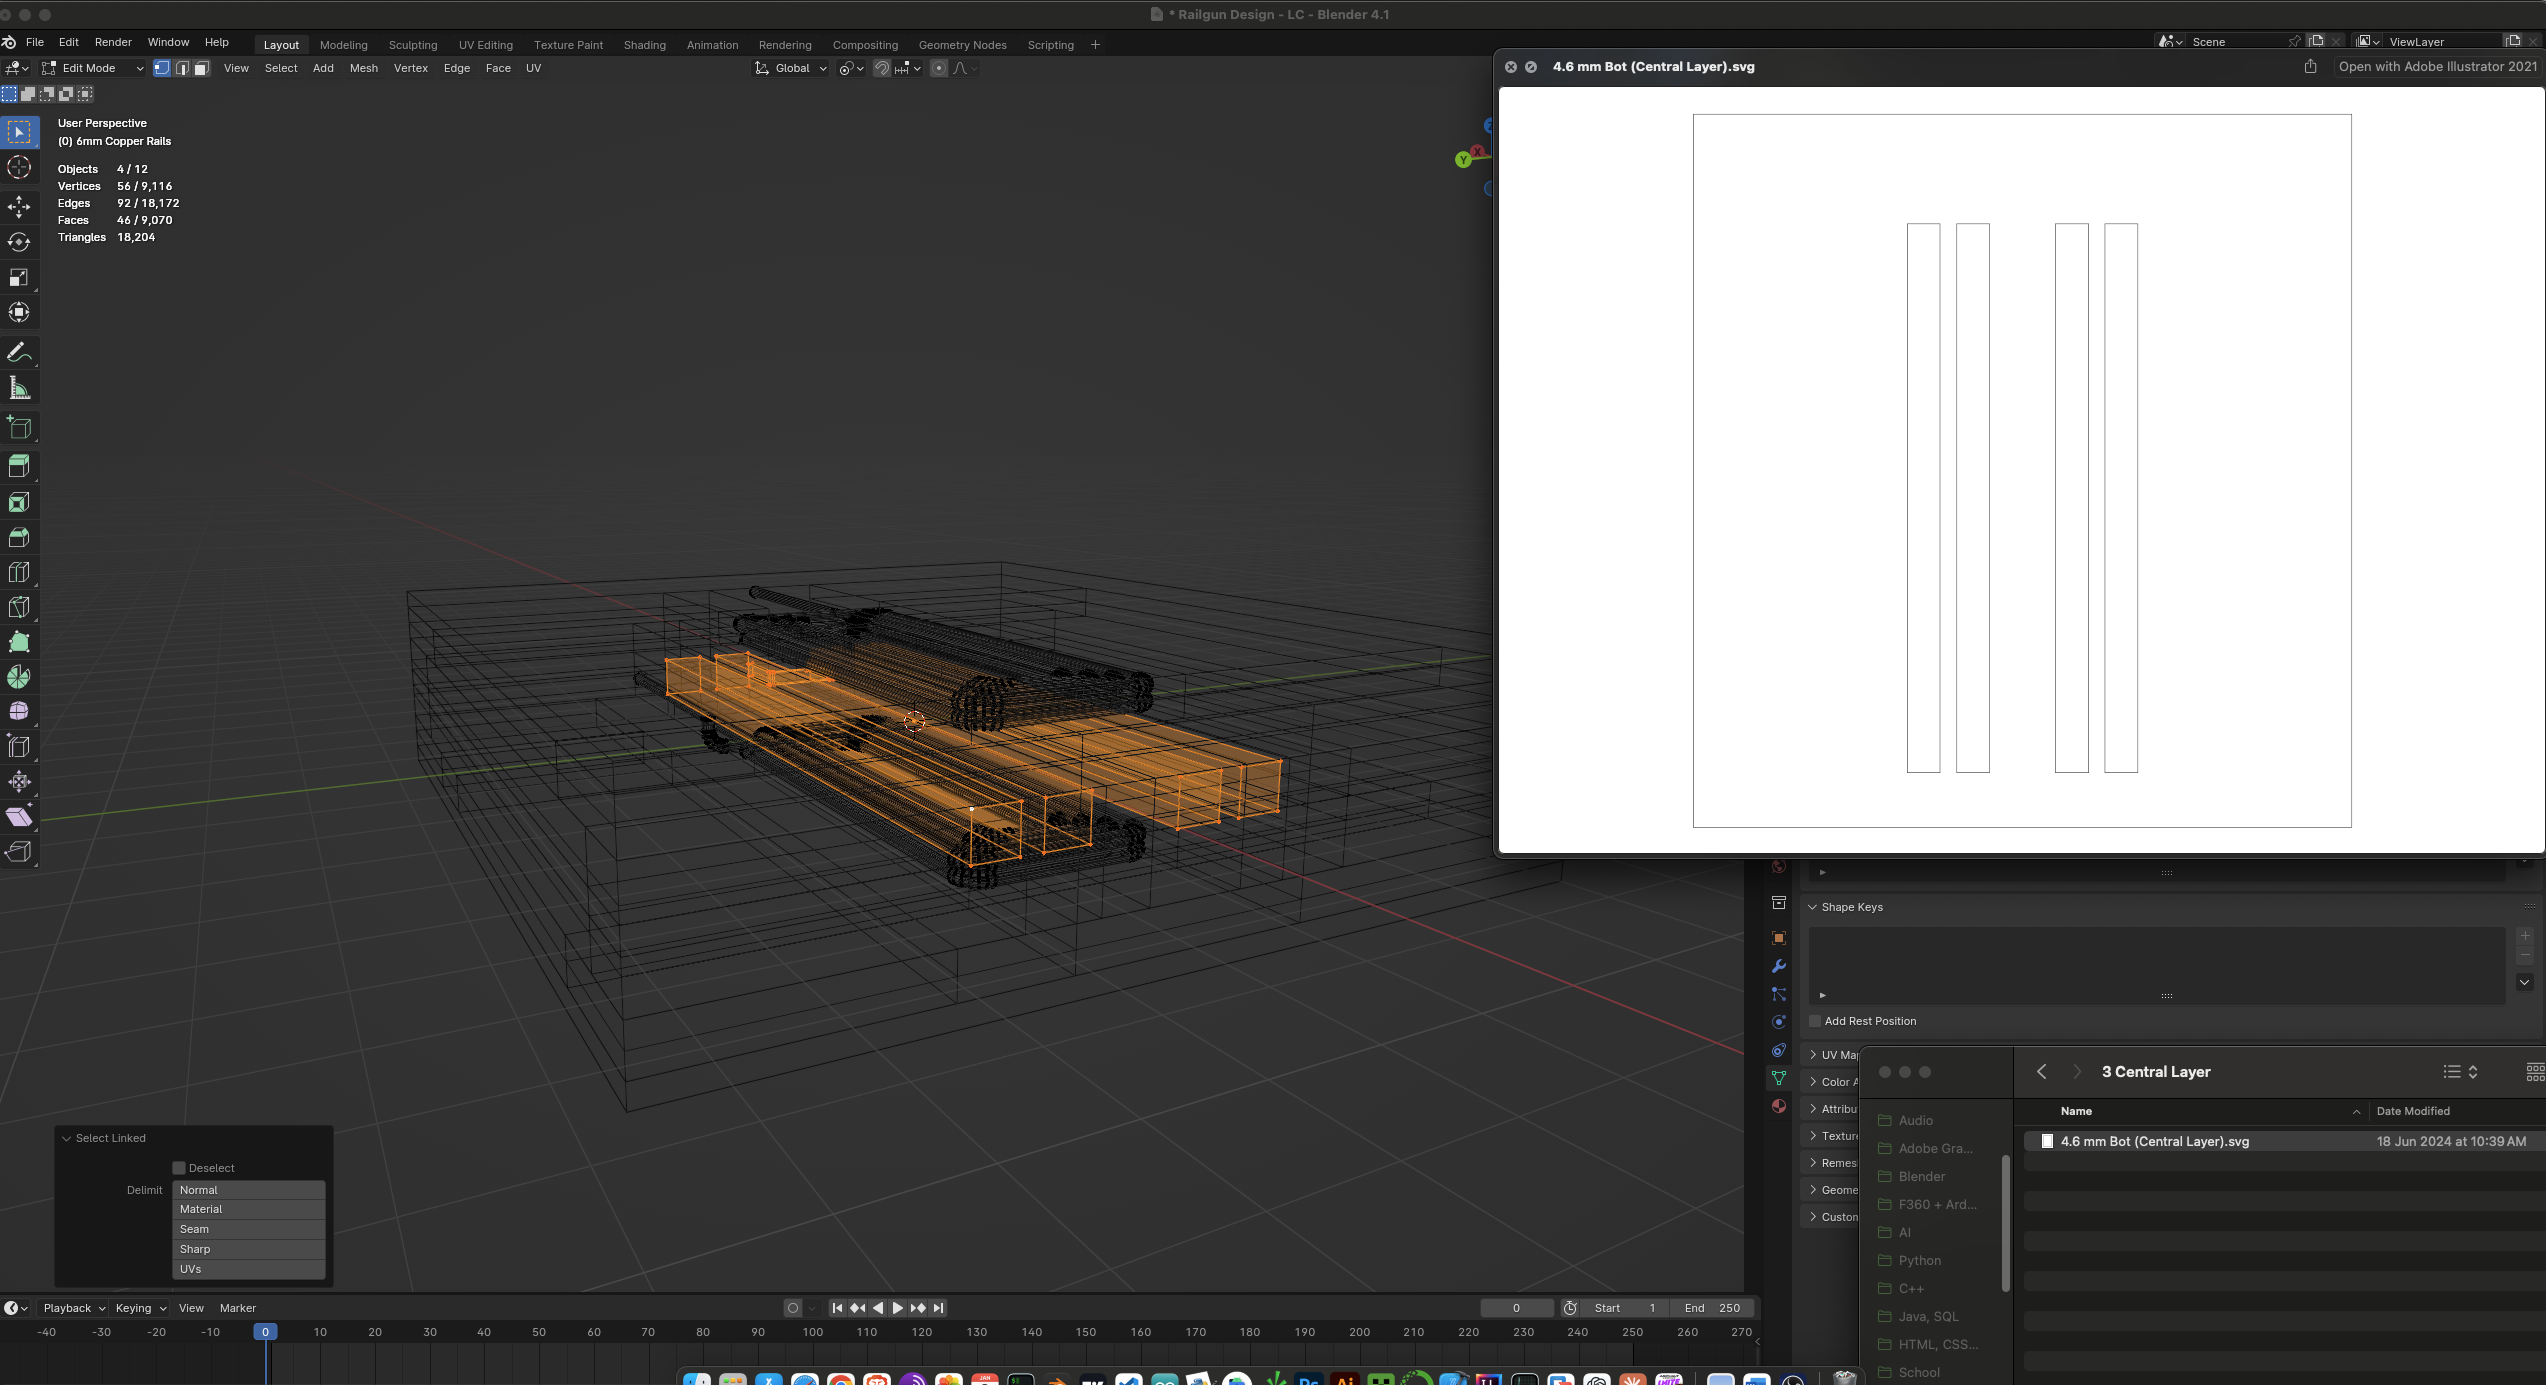 * Railgun Design - LC - Blender 4.1
File Edit Render Window Help
Layout Modeling Sculpting UV Editing Texture Paint Shading Animation Rendering Compositing Geometry Nodes Scripting +
Scene
ViewLayer
Edit Mode
View Select Add Mesh Vertex Edge Face UV
Global
4.6 mm Bot (Central Layer).svg
Open with Adobe Illustrator 2021
User Perspective
(0) 6mm Copper Rails
Objects 4 / 12
Vertices 56 / 9,116
Edges 92 / 18,172
Faces 46 / 9,070
Triangles 18,204
X
Y
Shape Keys
Add Rest Position
UV Ma
Color A
Attribu
Texture
Remes
Geome
Custon
3 Central Layer
Name
Date Modified
4.6 mm Bot (Central Layer).svg
18 Jun 2024 at 10:39 AM
Audio
Adobe Gra...
Blender
F360 + Ard...
AI
Python
C++
Java, SQL
HTML, CSS...
School
Select Linked
Deselect
Delimit
Normal
Material
Seam
Sharp
UVs
Playback Keying View Marker
0
Start 1
End 250
-40 -30 -20 -10 0 10 20 30 40 50 60 70 80 90 100 110 120 130 140 150 160 170 180 190 200 210 220 230 240 250 260 270
JAN
Ps
Ai